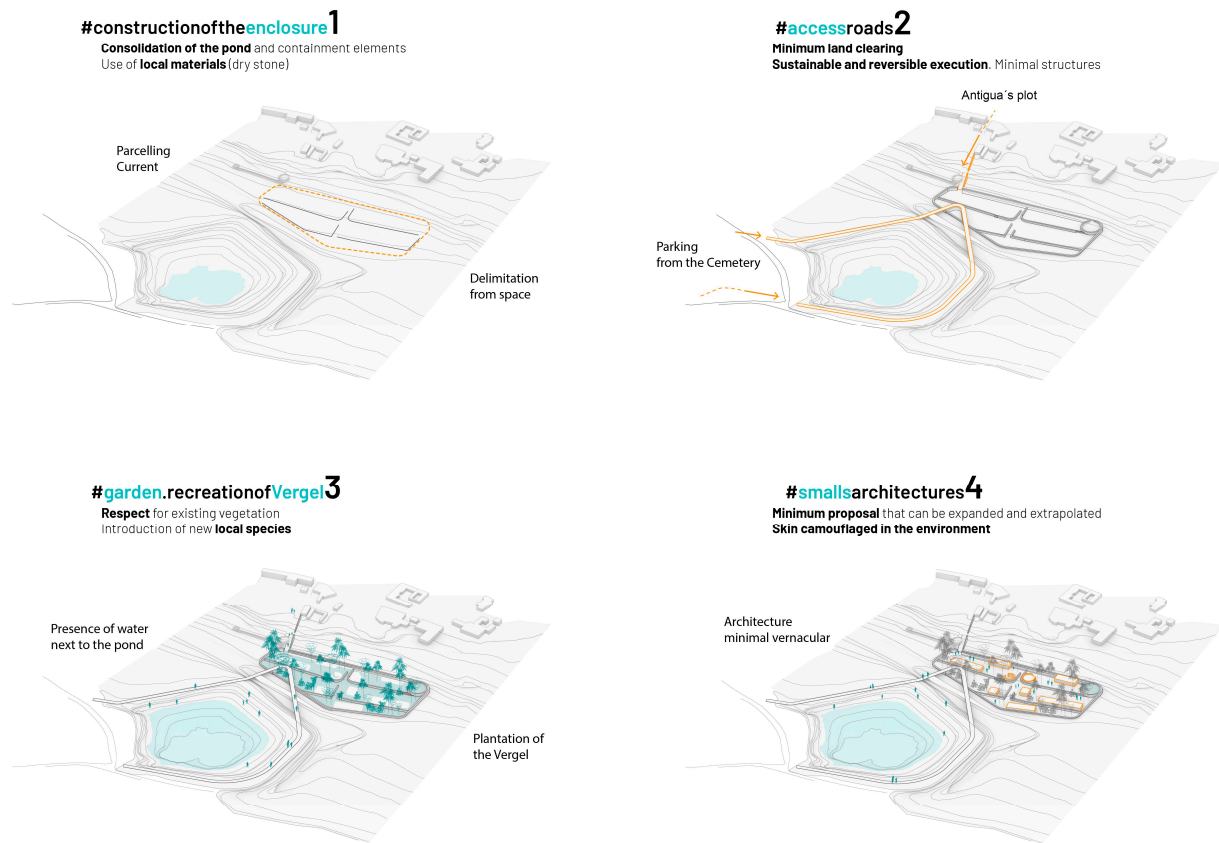 #constructionoftheenclosure1
Consolidation of the pond and containment elements
Use of local materials (dry stone)
Parcelling
Current
Delimitation
from space
#accessroads2
Minimum land clearing
Sustainable and reversible execution. Minimal structures
Antigua´s plot
Parking
from the Cemetery
#garden.recreationofVergel3
Respect for existing vegetation
Introduction of new local species
Presence of water
next to the pond
Plantation of
the Vergel
#smallsarchitectures4
Minimum proposal that can be expanded and extrapolated
Skin camouflaged in the environment
Architecture
minimal vernacular